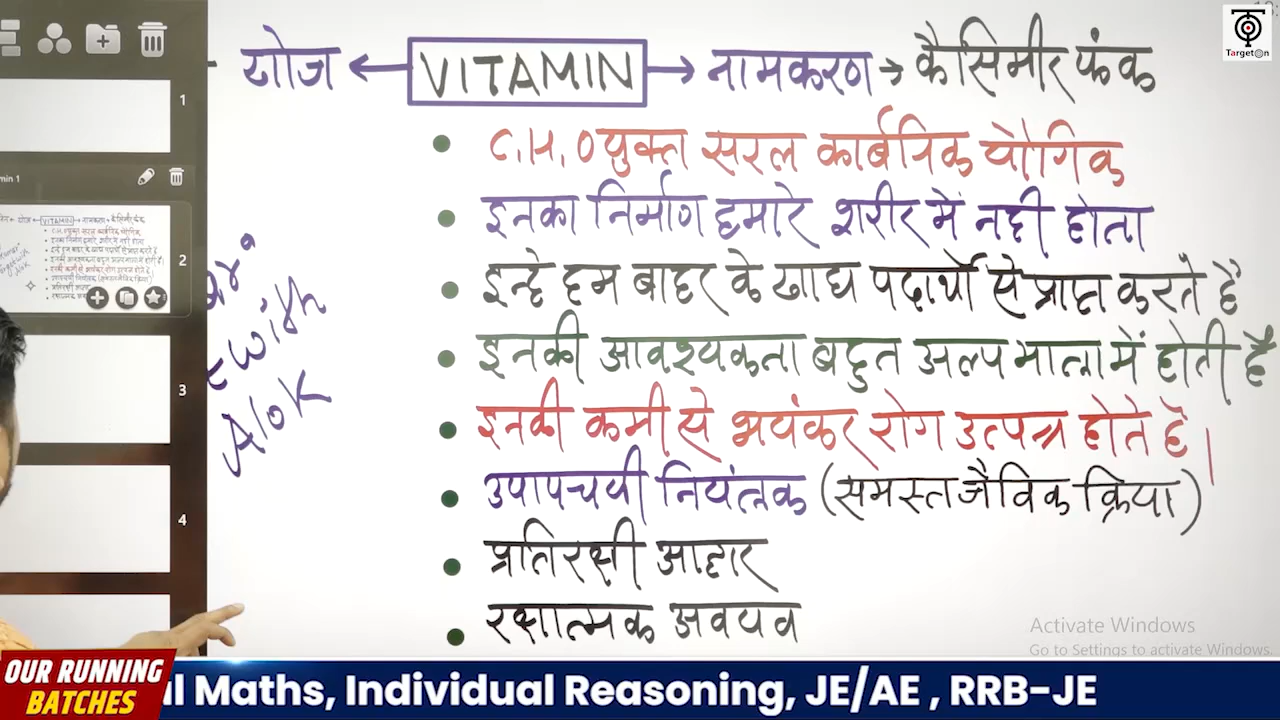 Target@n
खोज ← VITAMIN → नामकरण → कैसिमीर फंक
• C, H, O युक्त सरल कार्बनिक यौगिक
• इनका निर्माण हमारे शरीर में नही होता
• इन्हे हम बाहर के खाद्य पदार्थो से प्राप्त करते है
• इनकी आवश्यकता बहुत अल्प मात्रा में होती है
• इनकी कमी से भयंकर रोग उत्पन्न होते है।
• उपापचयी नियंत्रक (समस्त जैविक क्रिया)
• प्रतिरक्षी आहार
• रक्षात्मक अवयव
with
Alok
1
2
3
4
Activate Windows
Go to Settings to activate Windows.
OUR RUNNING
BATCHES
l Maths, Individual Reasoning, JE/AE , RRB-JE